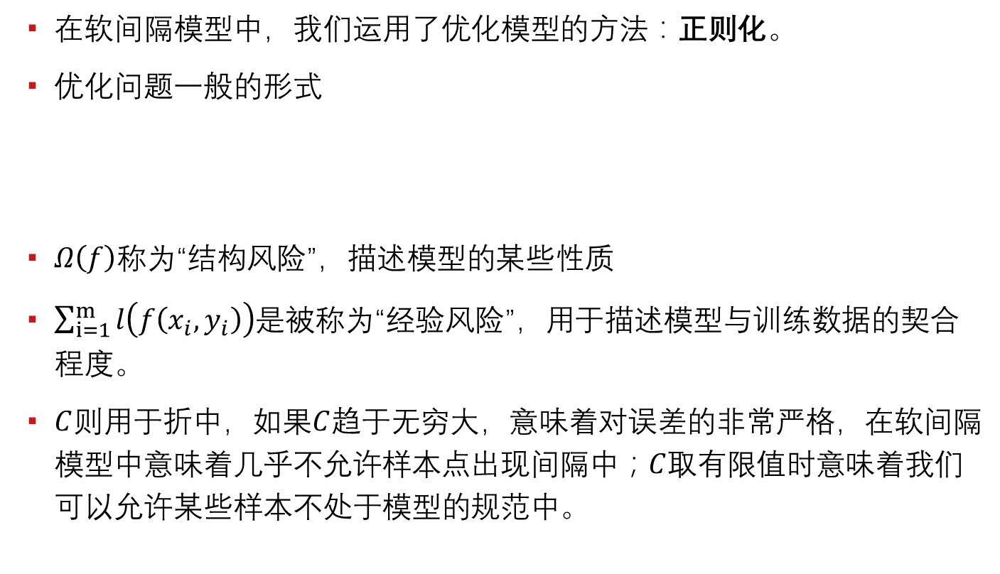 ▪ 在软间隔模型中，我们运用了优化模型的方法：正则化。
▪ 优化问题一般的形式
▪ Ω(f)称为“结构风险”，描述模型的某些性质
▪ ∑_{i=1}^{m} l(f(x_i, y_i))是被称为“经验风险”，用于描述模型与训练数据的契合
程度。
▪ C则用于折中，如果C趋于无穷大，意味着对误差的非常严格，在软间隔
模型中意味着几乎不允许样本点出现间隔中；C取有限值时意味着我们
可以允许某些样本不处于模型的规范中。